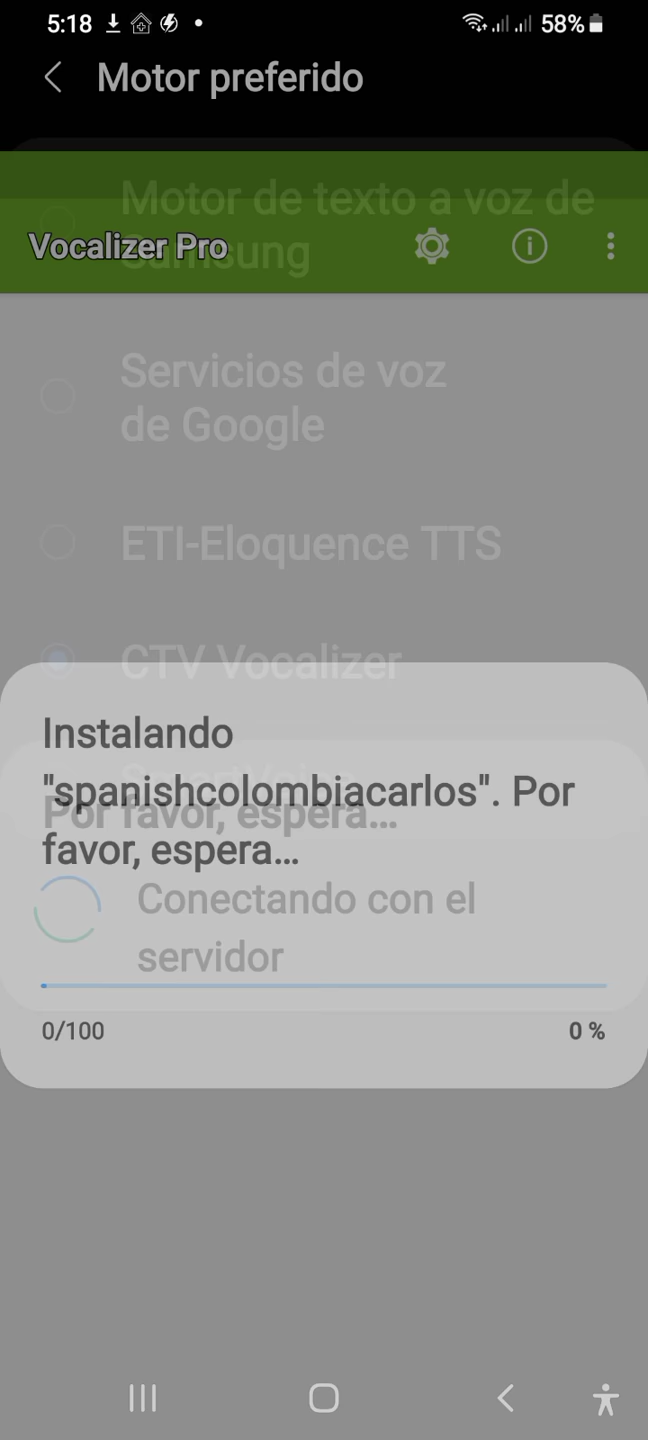 5:18
58%
Motor preferido
Motor de texto a voz de
Samsung
Vocalizer Pro
Servicios de voz
de Google
ETI-Eloquence TTS
CTV Vocalizer
Instalando
"spanishcolombiacarlos". Por
favor, espera...
Por favor, espera...
Conectando con el
servidor
0/100
0 %